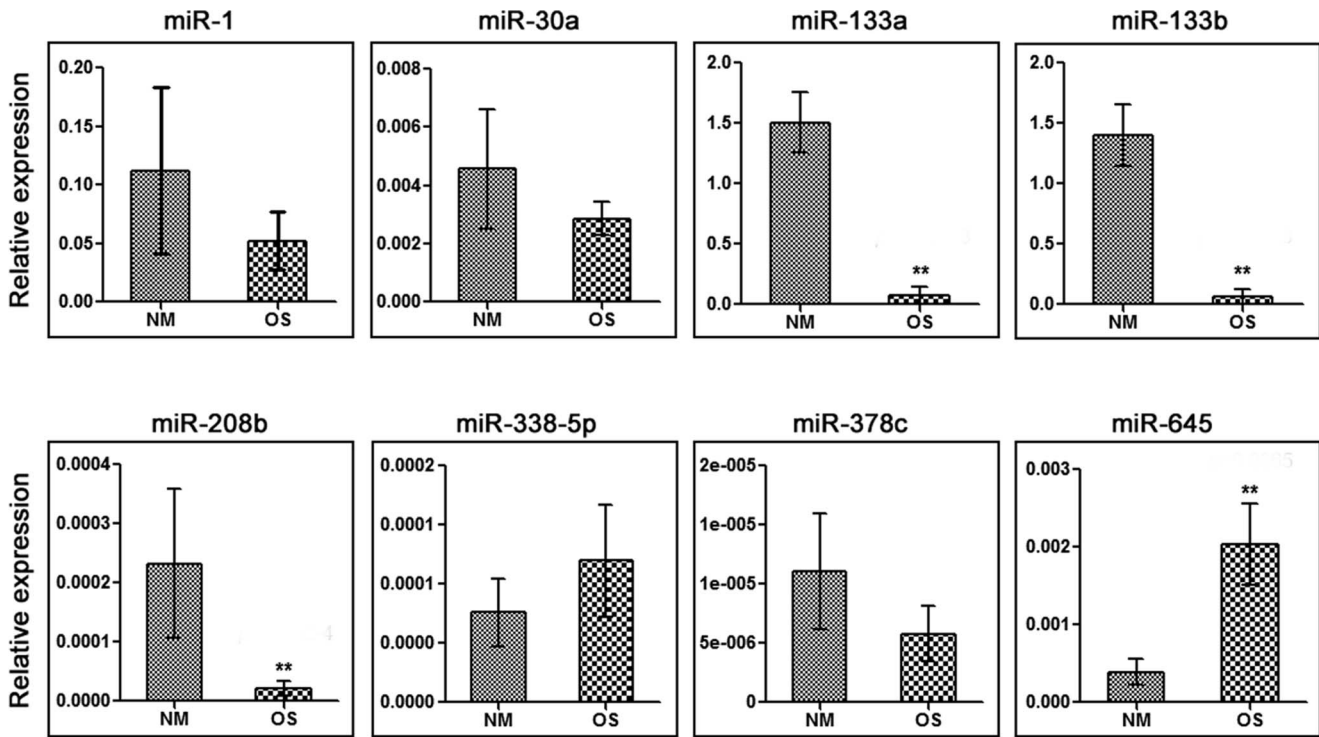 miR-1
miR-30a
miR-133a
miR-133b
Relative expression
0.20
0.15
0.10
0.05
0.00
NM
OS
0.008
0.006
0.004
0.002
0.000
NM
OS
2.0
1.5
1.0
0.5
0.0
**
NM
OS
2.0
1.5
1.0
0.5
0.0
**
NM
OS
miR-208b
miR-338-5p
miR-378c
miR-645
Relative expression
0.0004
0.0003
0.0002
0.0001
0.0000
**
NM
OS
0.0002
0.0001
0.0001
0.0000
0.0000
NM
OS
2e-005
1e-005
1e-005
5e-006
0
NM
OS
0.003
0.002
0.001
0.000
**
NM
OS